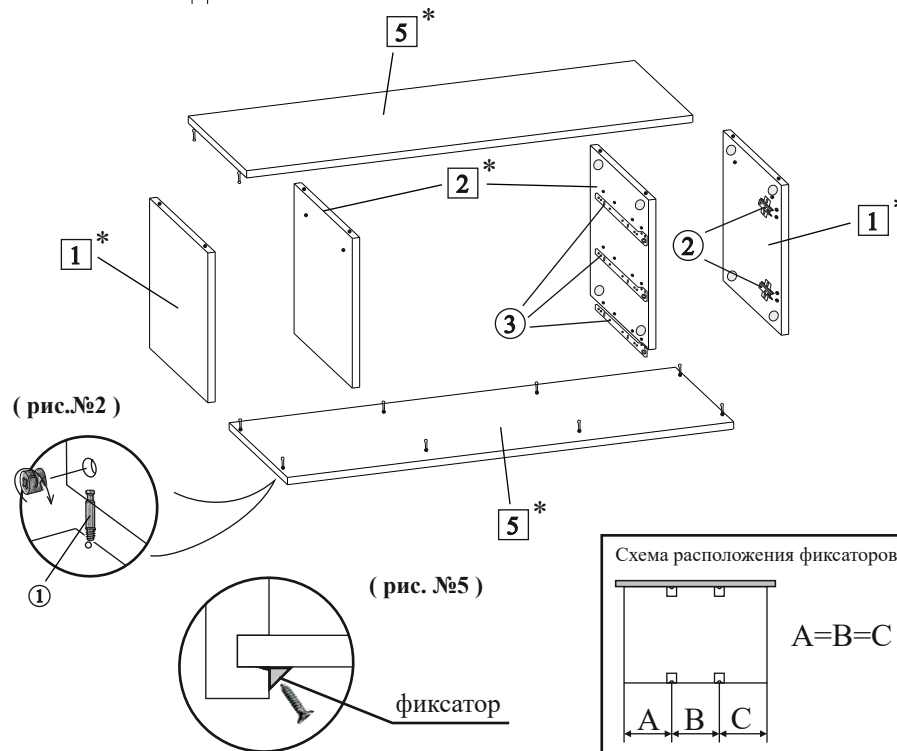 5 *
2 *
1 *
1 *
2
3
( рис.№2 )
5 *
1
( рис. №5 )
фиксатор
Схема расположения фиксаторов
A=B=C
A B C